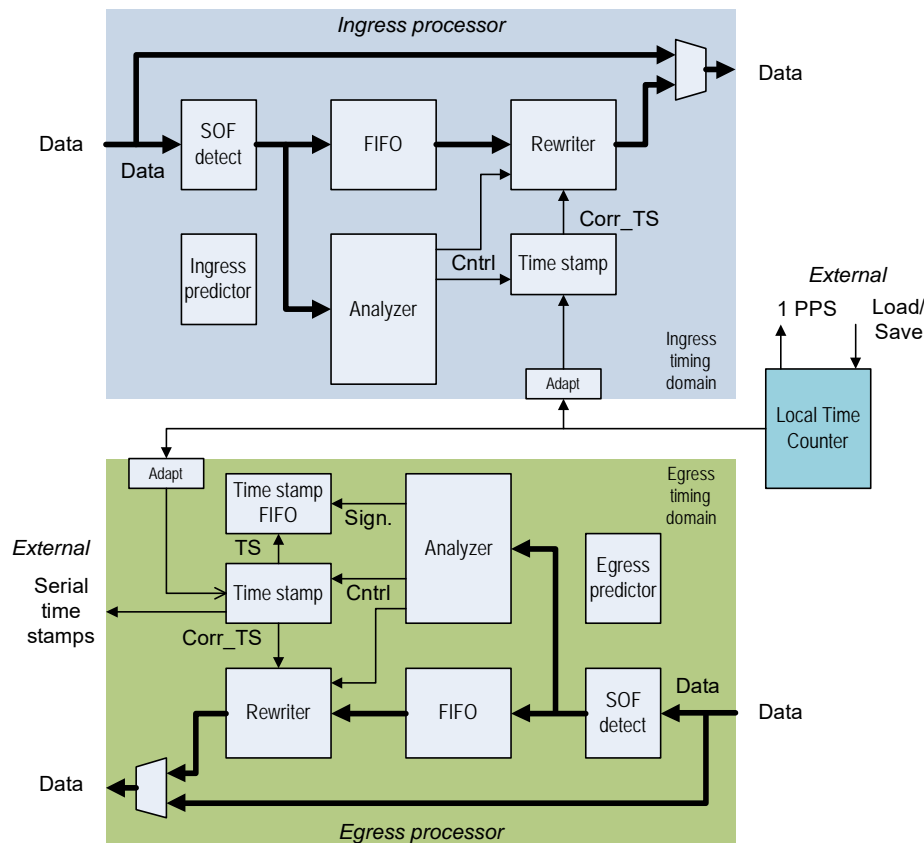 Ingress processor
Data
Data
Data
SOF
detect
FIFO
Rewriter
Corr_TS
Ingress
predictor
Analyzer
Cntrl
Time stamp
External
1 PPS
Load/
Save
Ingress
timing
domain
Adapt
Local Time
Counter
Adapt
Time stamp
FIFO
Sign.
Analyzer
Egress
timing
domain
External
TS
Egress
predictor
Serial
time
stamps
Time stamp
Cntrl
Corr_TS
Rewriter
FIFO
SOF
detect
Data
Data
Data
Egress processor